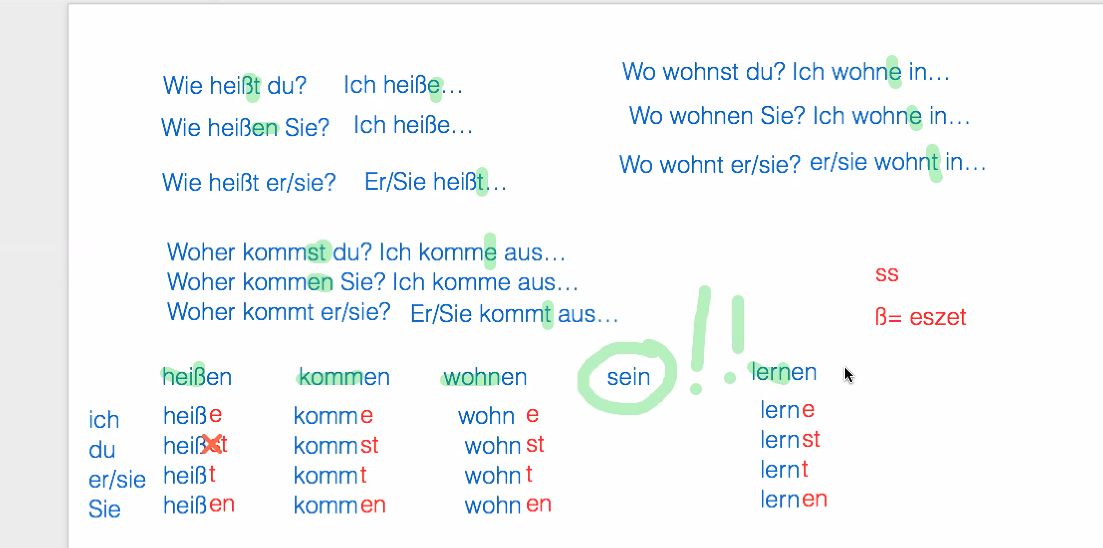 Wie heißt du? Ich heiße...
Wie heißen Sie? Ich heiße...
Wie heißt er/sie? Er/Sie heißt...
Wo wohnst du? Ich wohne in...
Wo wohnen Sie? Ich wohne in...
Wo wohnt er/sie? er/sie wohnt in...
Woher kommst du? Ich komme aus...
Woher kommen Sie? Ich komme aus...
Woher kommt er/sie? Er/Sie kommt aus...
ss
ß= eszet
!!
heißen kommen wohnen sein lernen
ich heiße komme wohn e lerne
du heißst kommst wohn st lernst
er/sie heißt kommt wohn t lernt
Sie heißen kommen wohn en lernen